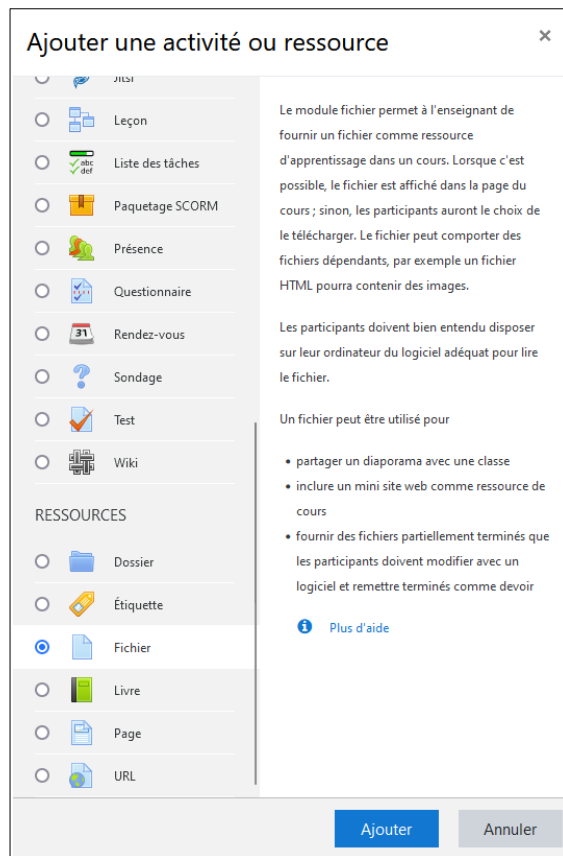 Ajouter une activité ou ressource
×
Jitsi
Leçon
Liste des tâches
Paquetage SCORM
Présence
Questionnaire
31
Rendez-vous
Sondage
Test
Wiki
RESSOURCES
Dossier
Étiquette
Fichier
Livre
Page
URL
Le module fichier permet à l'enseignant de
fournir un fichier comme ressource
d'apprentissage dans un cours. Lorsque c'est
possible, le fichier est affiché dans la page du
cours ; sinon, les participants auront le choix de
le télécharger. Le fichier peut comporter des
fichiers dépendants, par exemple un fichier
HTML pourra contenir des images.
Les participants doivent bien entendu disposer
sur leur ordinateur du logiciel adéquat pour lire
le fichier.
Un fichier peut être utilisé pour
• partager un diaporama avec une classe
• inclure un mini site web comme ressource de
cours
• fournir des fichiers partiellement terminés que
les participants doivent modifier avec un
logiciel et remettre terminés comme devoir
Plus d'aide
Ajouter
Annuler
abc
def